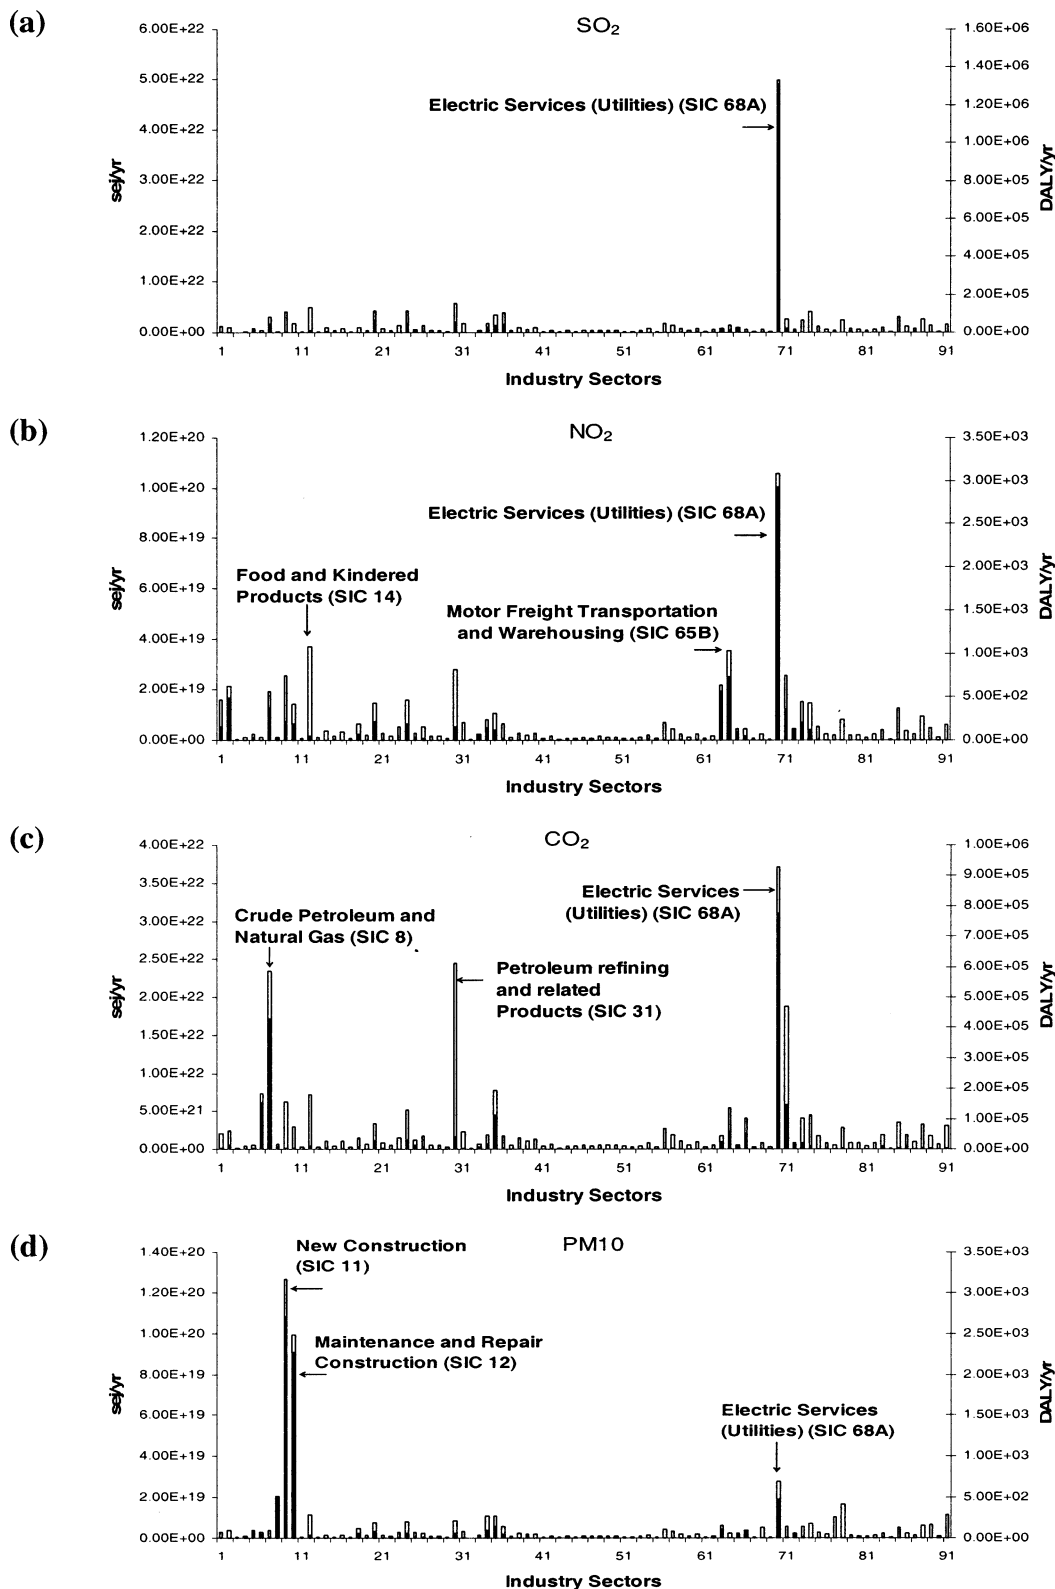 (a)
SO₂
6.00E+22
5.00E+22
4.00E+22
3.00E+22
2.00E+22
1.00E+22
0.00E+00
sej/yr
Electric Services (Utilities) (SIC 68A)
1.60E+06
1.40E+06
1.20E+06
1.00E+06
8.00E+05
6.00E+05
4.00E+05
2.00E+05
0.00E+00
DALY/yr
1 11 21 31 41 51 61 71 81 91
Industry Sectors
(b)
NO₂
1.20E+20
1.00E+20
8.00E+19
6.00E+19
4.00E+19
2.00E+19
0.00E+00
sej/yr
Electric Services (Utilities) (SIC 68A)
Food and Kindered
Products (SIC 14)
Motor Freight Transportation
and Warehousing (SIC 65B)
3.50E+03
3.00E+03
2.50E+03
2.00E+03
1.50E+03
1.00E+03
5.00E+02
0.00E+00
DALY/yr
1 11 21 31 41 51 61 71 81 91
Industry Sectors
(c)
CO₂
4.00E+22
3.50E+22
3.00E+22
2.50E+22
2.00E+22
1.50E+22
1.00E+22
5.00E+21
0.00E+00
sej/yr
Electric Services
(Utilities) (SIC 68A)
Crude Petroleum and
Natural Gas (SIC 8)
Petroleum refining
and related
Products (SIC 31)
1.00E+06
9.00E+05
8.00E+05
7.00E+05
6.00E+05
5.00E+05
4.00E+05
3.00E+05
2.00E+05
1.00E+05
0.00E+00
DALY/yr
1 11 21 31 41 51 61 71 81 91
Industry Sectors
(d)
PM10
1.40E+20
1.20E+20
1.00E+20
8.00E+19
6.00E+19
4.00E+19
2.00E+19
0.00E+00
sej/yr
New Construction
(SIC 11)
Maintenance and Repair
Construction (SIC 12)
Electric Services
(Utilities) (SIC 68A)
3.50E+03
3.00E+03
2.50E+03
2.00E+03
1.50E+03
1.00E+03
5.00E+02
0.00E+00
DALY/yr
1 11 21 31 41 51 61 71 81 91
Industry Sectors